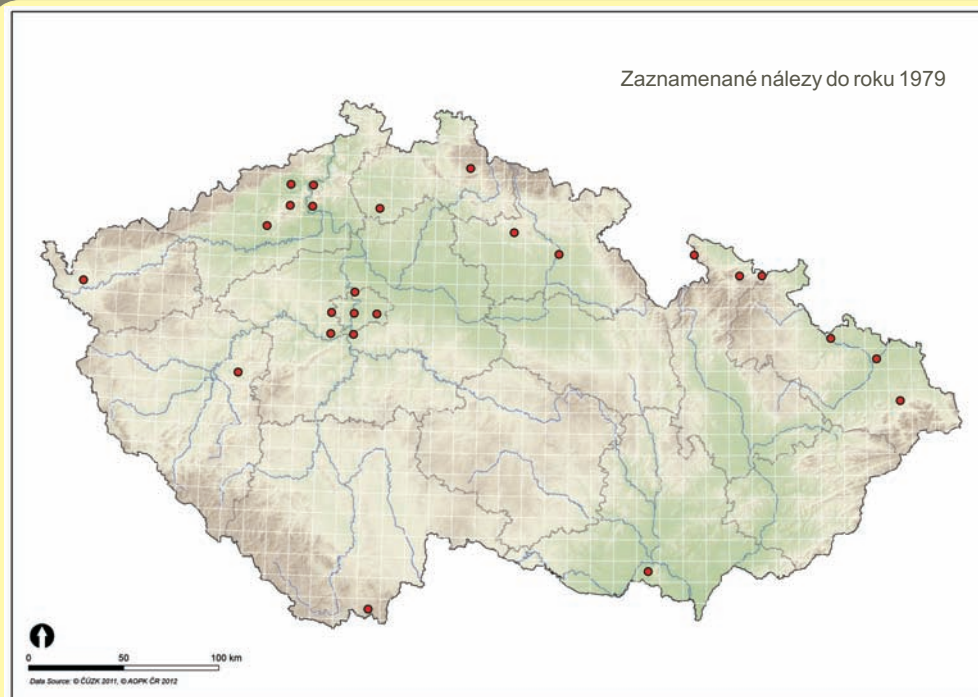 Zaznamenané nálezy do roku 1979
0 50 100 km
Data Source: © ČÚZK 2011, © AOPK ČR 2012